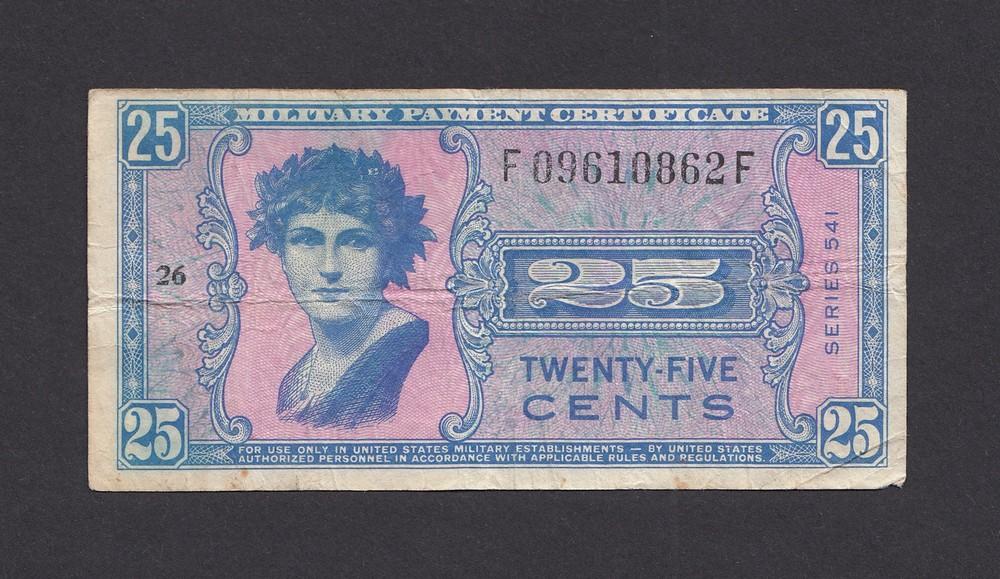 25 MILITARY PAYMENT CERTIFICATE 25
F09610862F
26
25
SERIES 541
TWENTY-FIVE
CENTS
25 25
FOR USE ONLY IN UNITED STATES MILITARY ESTABLISHMENTS — BY UNITED STATES
AUTHORIZED PERSONNEL IN ACCORDANCE WITH APPLICABLE RULES AND REGULATIONS.